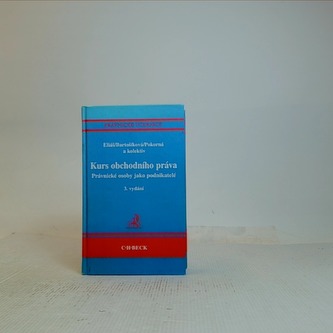 Eliáš/Bartošíková/Pokorná
a kolektiv
Kurs obchodního práva
Právnické osoby jako podnikatelé
3. vydání
C·H·BECK